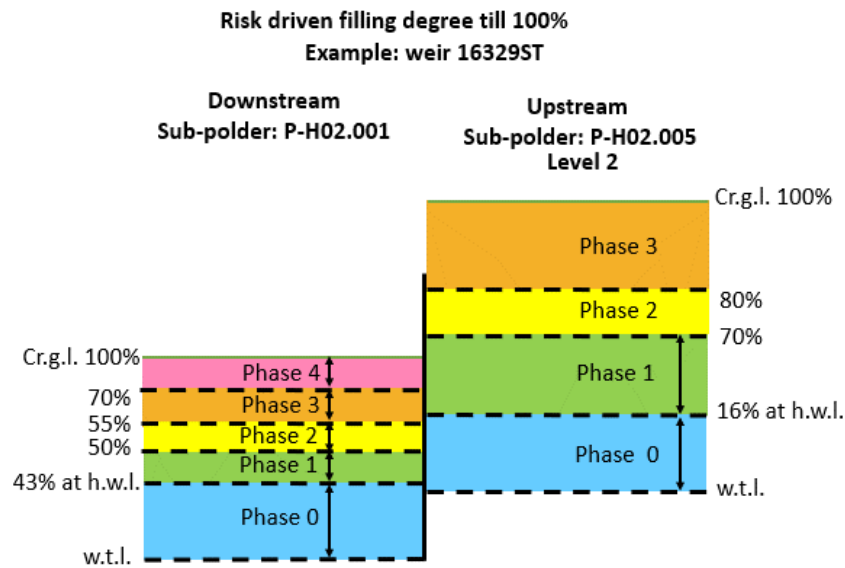 Risk driven filling degree till 100%
Example: weir 16329ST
Downstream
Sub-polder: P-H02.001
Upstream
Sub-polder: P-H02.005
Level 2
Cr.g.l. 100%
Phase 4
70%
Phase 3
55%
Phase 2
50%
Phase 1
43% at h.w.l.
Phase 0
w.t.l.
Cr.g.l. 100%
Phase 3
80%
Phase 2
70%
Phase 1
16% at h.w.l.
Phase 0
w.t.l.